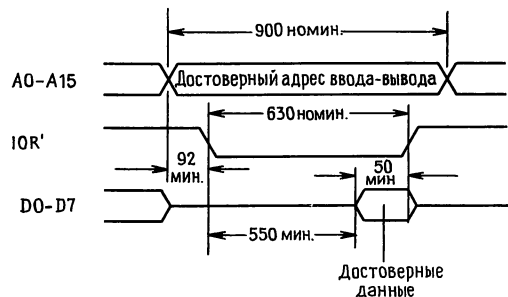 900 номин.
A0-A15
Достоверный адрес ввода-вывода
630 номин.
IOR'
92
мин.
50
мин
D0-D7
550 мин.
Достоверные
данные